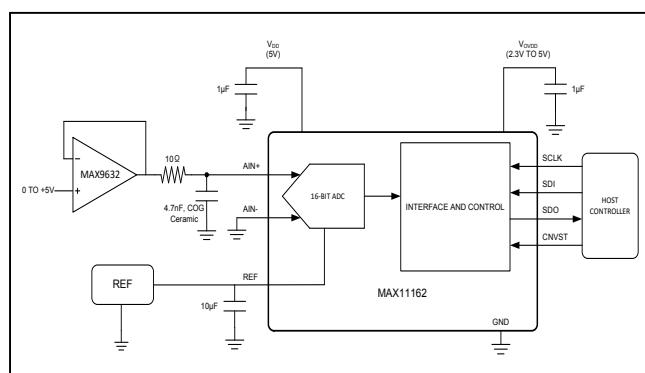 VDD
(5V)
VOVDD
(2.3V TO 5V)
1µF
1µF
MAX9632
10Ω
AIN+
0 TO +5V
4.7nF, COG
Ceramic
AIN-
16-BIT ADC
INTERFACE AND CONTROL
SCLK
SDI
SDO
CNVST
HOST
CONTROLLER
REF
REF
10µF
MAX11162
GND